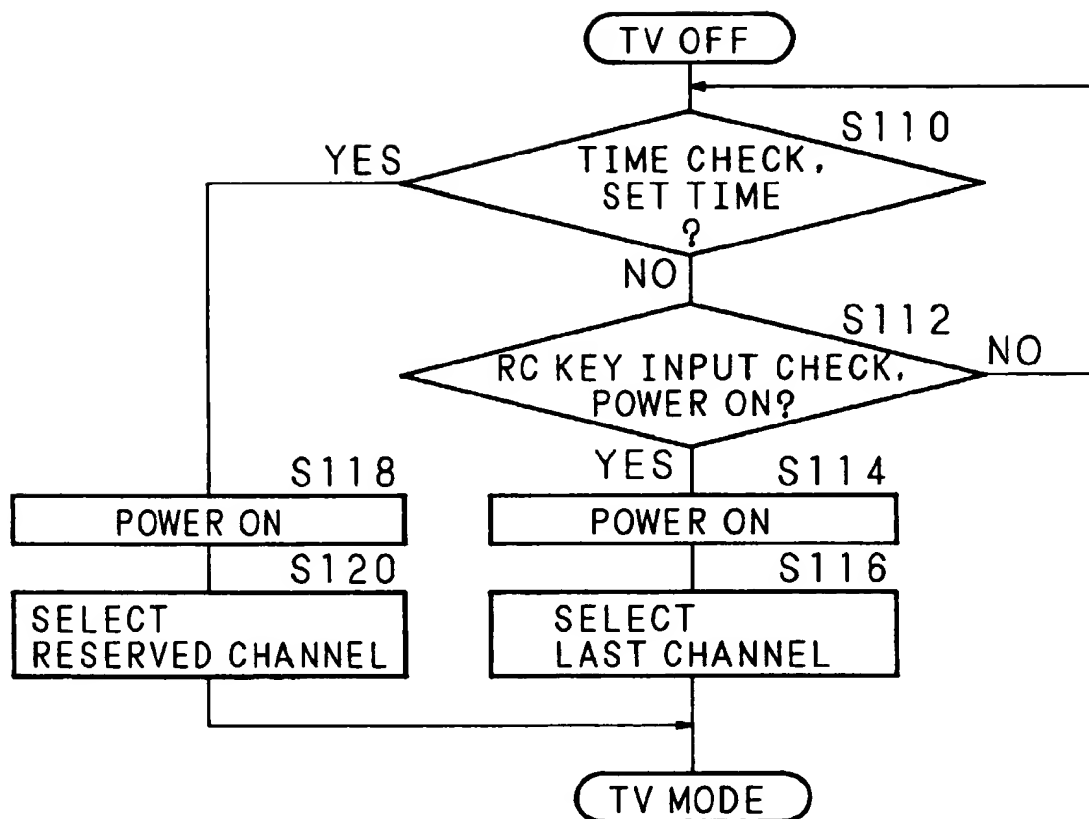 TV OFF
S110
YES
TIME CHECK,
SET TIME
?
NO
S112
RC KEY INPUT CHECK,
POWER ON?
NO
YES
S118
POWER ON
S114
POWER ON
S120
SELECT
RESERVED CHANNEL
S116
SELECT
LAST CHANNEL
TV MODE